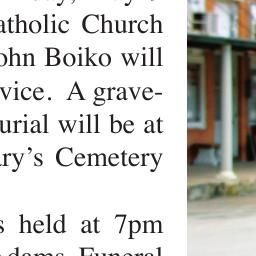 atholic Church
ohn Boiko will
vice. A grave-
urial will be at
ary's Cemetery
s held at 7pm
dams Funeral